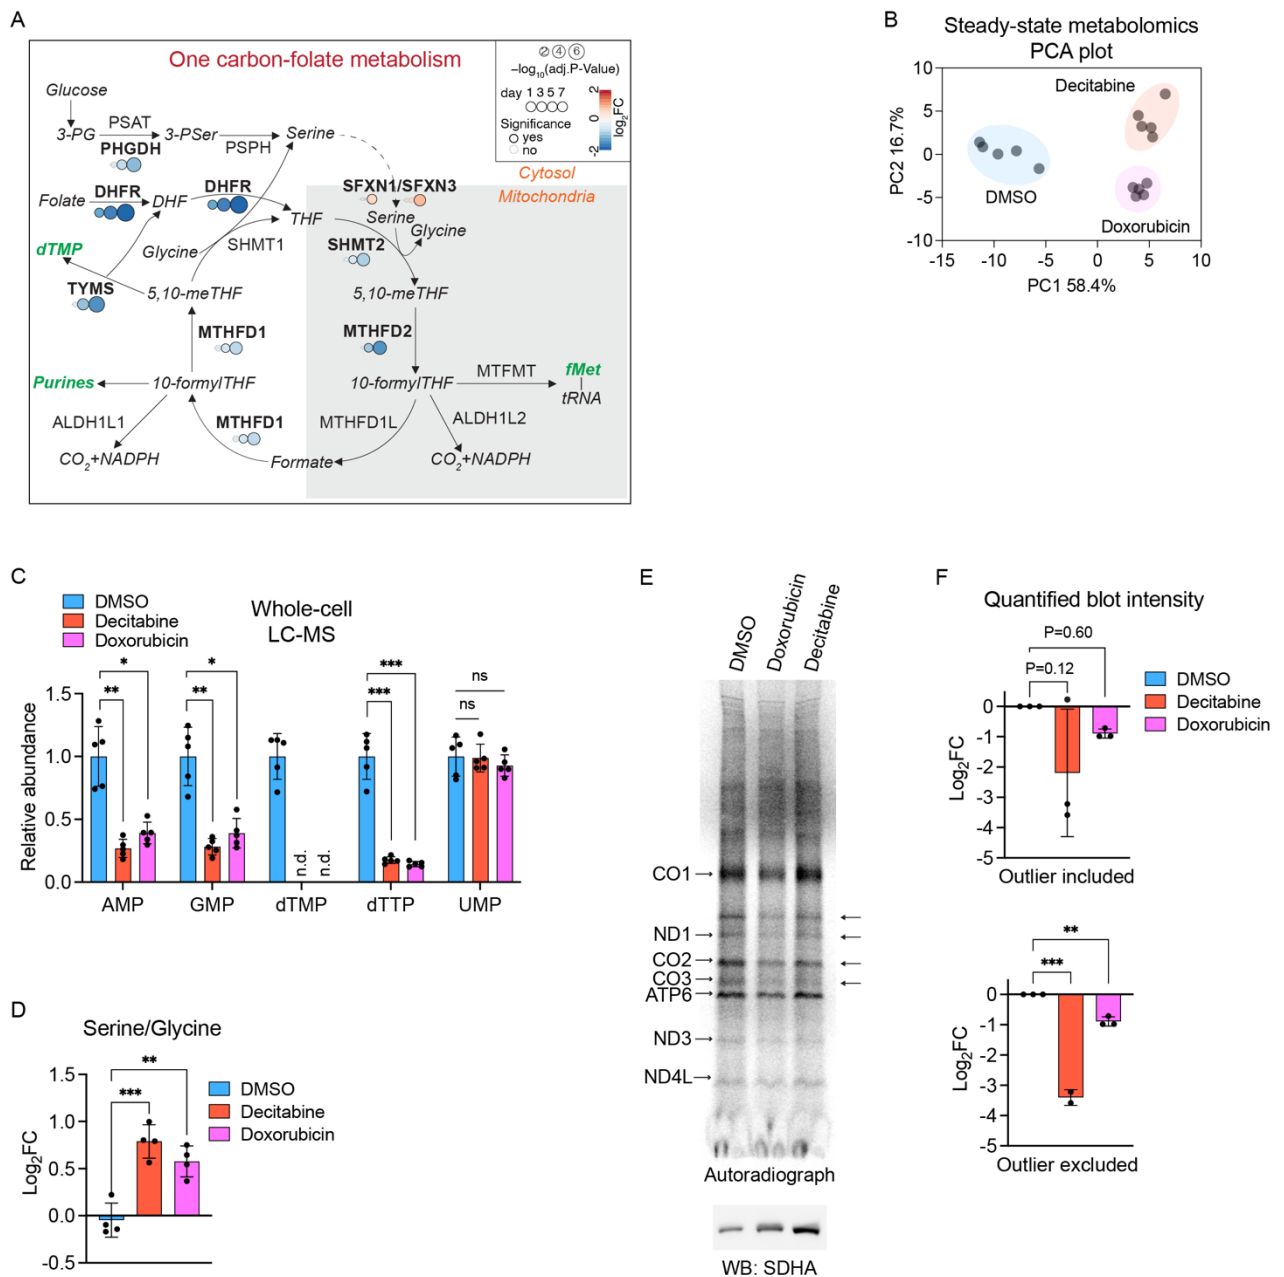 A
One carbon-folate metabolism
2 4 6
–log10(adj.P-Value)
day 1 3 5 7
Significance
yes
no
2
0
-2
log2FC
Glucose
3-PG
PSAT
3-PSer
PSPH
Serine
PHGDH
Cytosol
Mitochondria
Folate
DHFR
DHF
DHFR
SFXN1/SFXN3
Serine
Glycine
THF
SHMT2
Glycine
SHMT1
dTMP
TYMS
5,10-meTHF
5,10-meTHF
MTHFD1
MTHFD2
Purines
10-formylTHF
10-formylTHF
MTFMT
fMet
tRNA
ALDH1L1
MTHFD1
MTHFD1L
ALDH1L2
CO2+NADPH
Formate
CO2+NADPH
B
Steady-state metabolomics
PCA plot
PC2 16.7%
10
5
0
-5
-10
Decitabine
DMSO
Doxorubicin
-15 -10 -5 0 5 10
PC1 58.4%
C
DMSO
Decitabine
Doxorubicin
Whole-cell
LC-MS
Relative abundance
1.5
1.0
0.5
0.0
** *
** *
n.d. n.d.
*** ***
ns
ns
AMP GMP dTMP dTTP UMP
D
Serine/Glycine
Log2FC
1.5
1.0
0.5
0.0
-0.5
**
***
DMSO
Decitabine
Doxorubicin
E
DMSO
Doxorubicin
Decitabine
CO1
ND1
CO2
CO3
ATP6
ND3
ND4L
Autoradiograph
WB: SDHA
F
Quantified blot intensity
P=0.60
P=0.12
DMSO
Decitabine
Doxorubicin
Log2FC
0
-1
-2
-3
-4
-5
Outlier included
**
***
Log2FC
0
-1
-2
-3
-4
-5
Outlier excluded